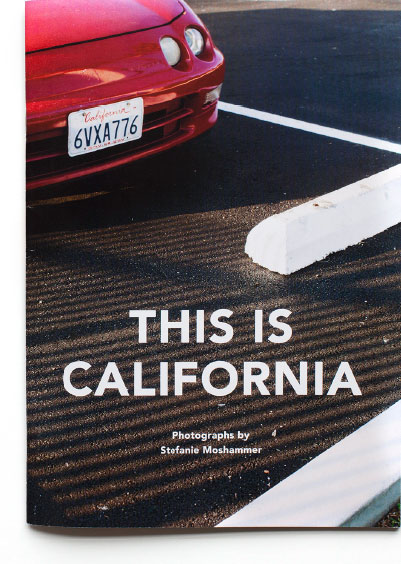 California
6VXA776
THIS IS
CALIFORNIA
Photographs by
Stefanie Moshammer